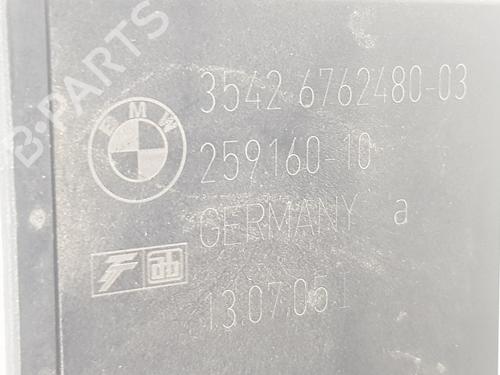 B-PARTS
3542 6762480-03
BMW
259160-10
GERMANY a
13.07.05